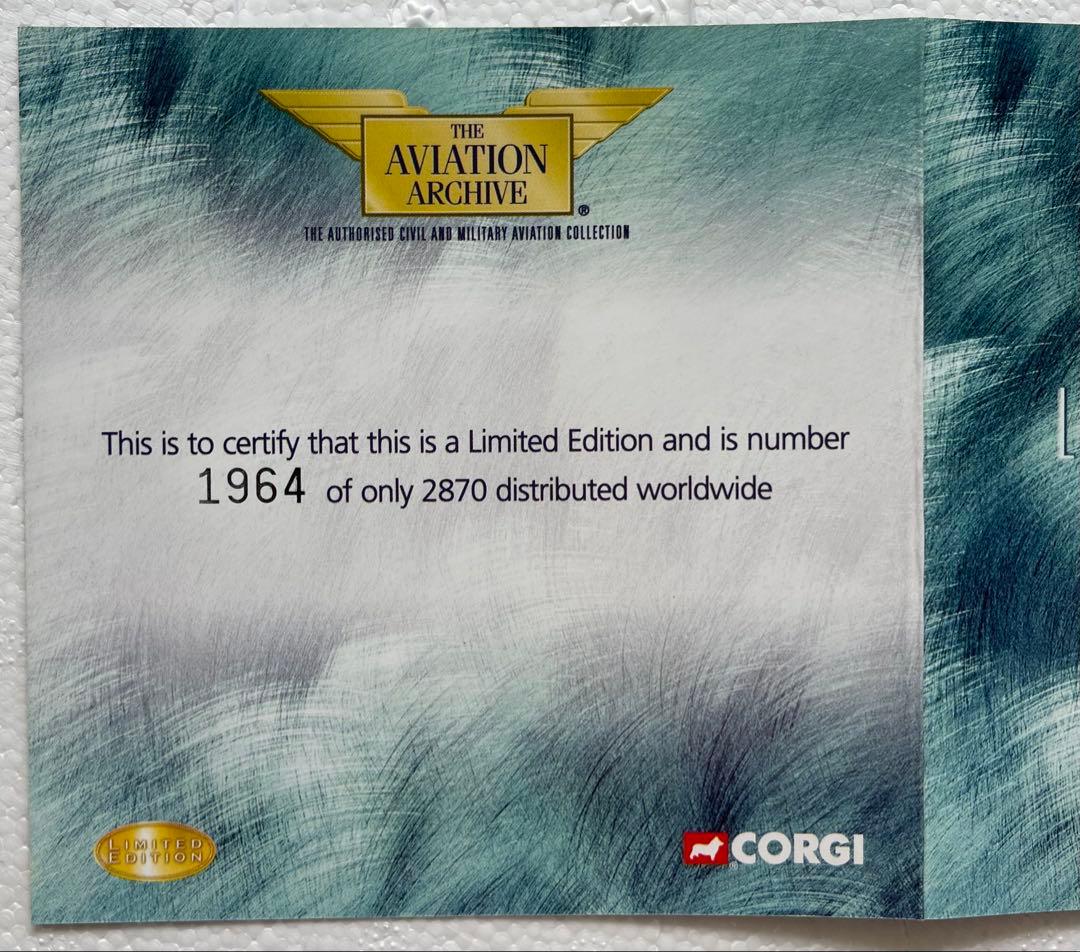 THE
AVIATION
ARCHIVE
®
THE AUTHORISED CIVIL AND MILITARY AVIATION COLLECTION
This is to certify that this is a Limited Edition and is number
1964 of only 2870 distributed worldwide
LIMITED
EDITION
®CORGI
L